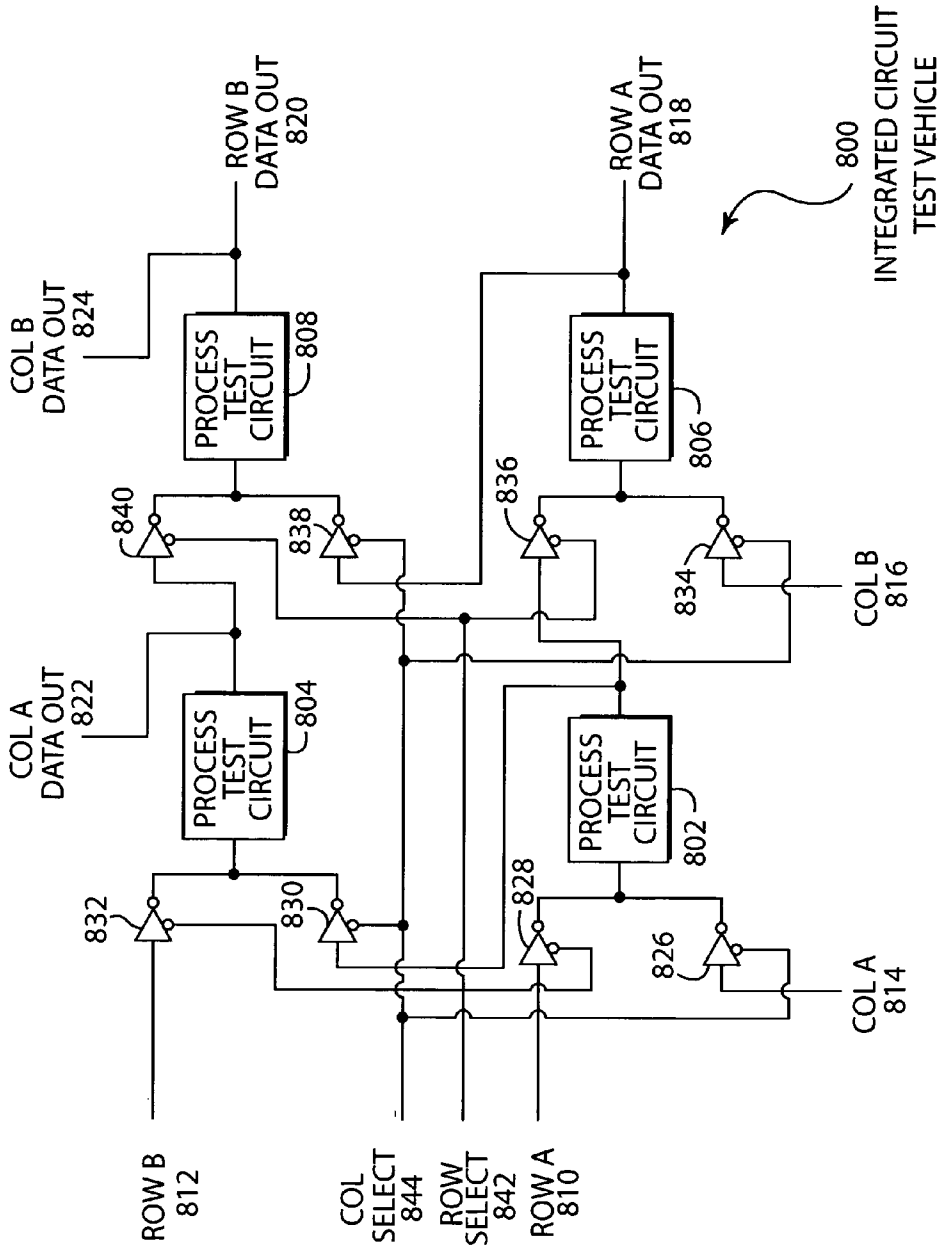 COL B
DATA OUT
824
ROW B
DATA OUT
820
COL A
DATA OUT
822
840
PROCESS
TEST
CIRCUIT
808
832
PROCESS
TEST
CIRCUIT
804
838
830
ROW B
812
COL
SELECT
844
ROW
SELECT
842
ROW A
810
828
836
PROCESS
TEST
CIRCUIT
802
PROCESS
TEST
CIRCUIT
806
ROW A
DATA OUT
818
826
834
COL A
814
COL B
816
800
INTEGRATED CIRCUIT
TEST VEHICLE